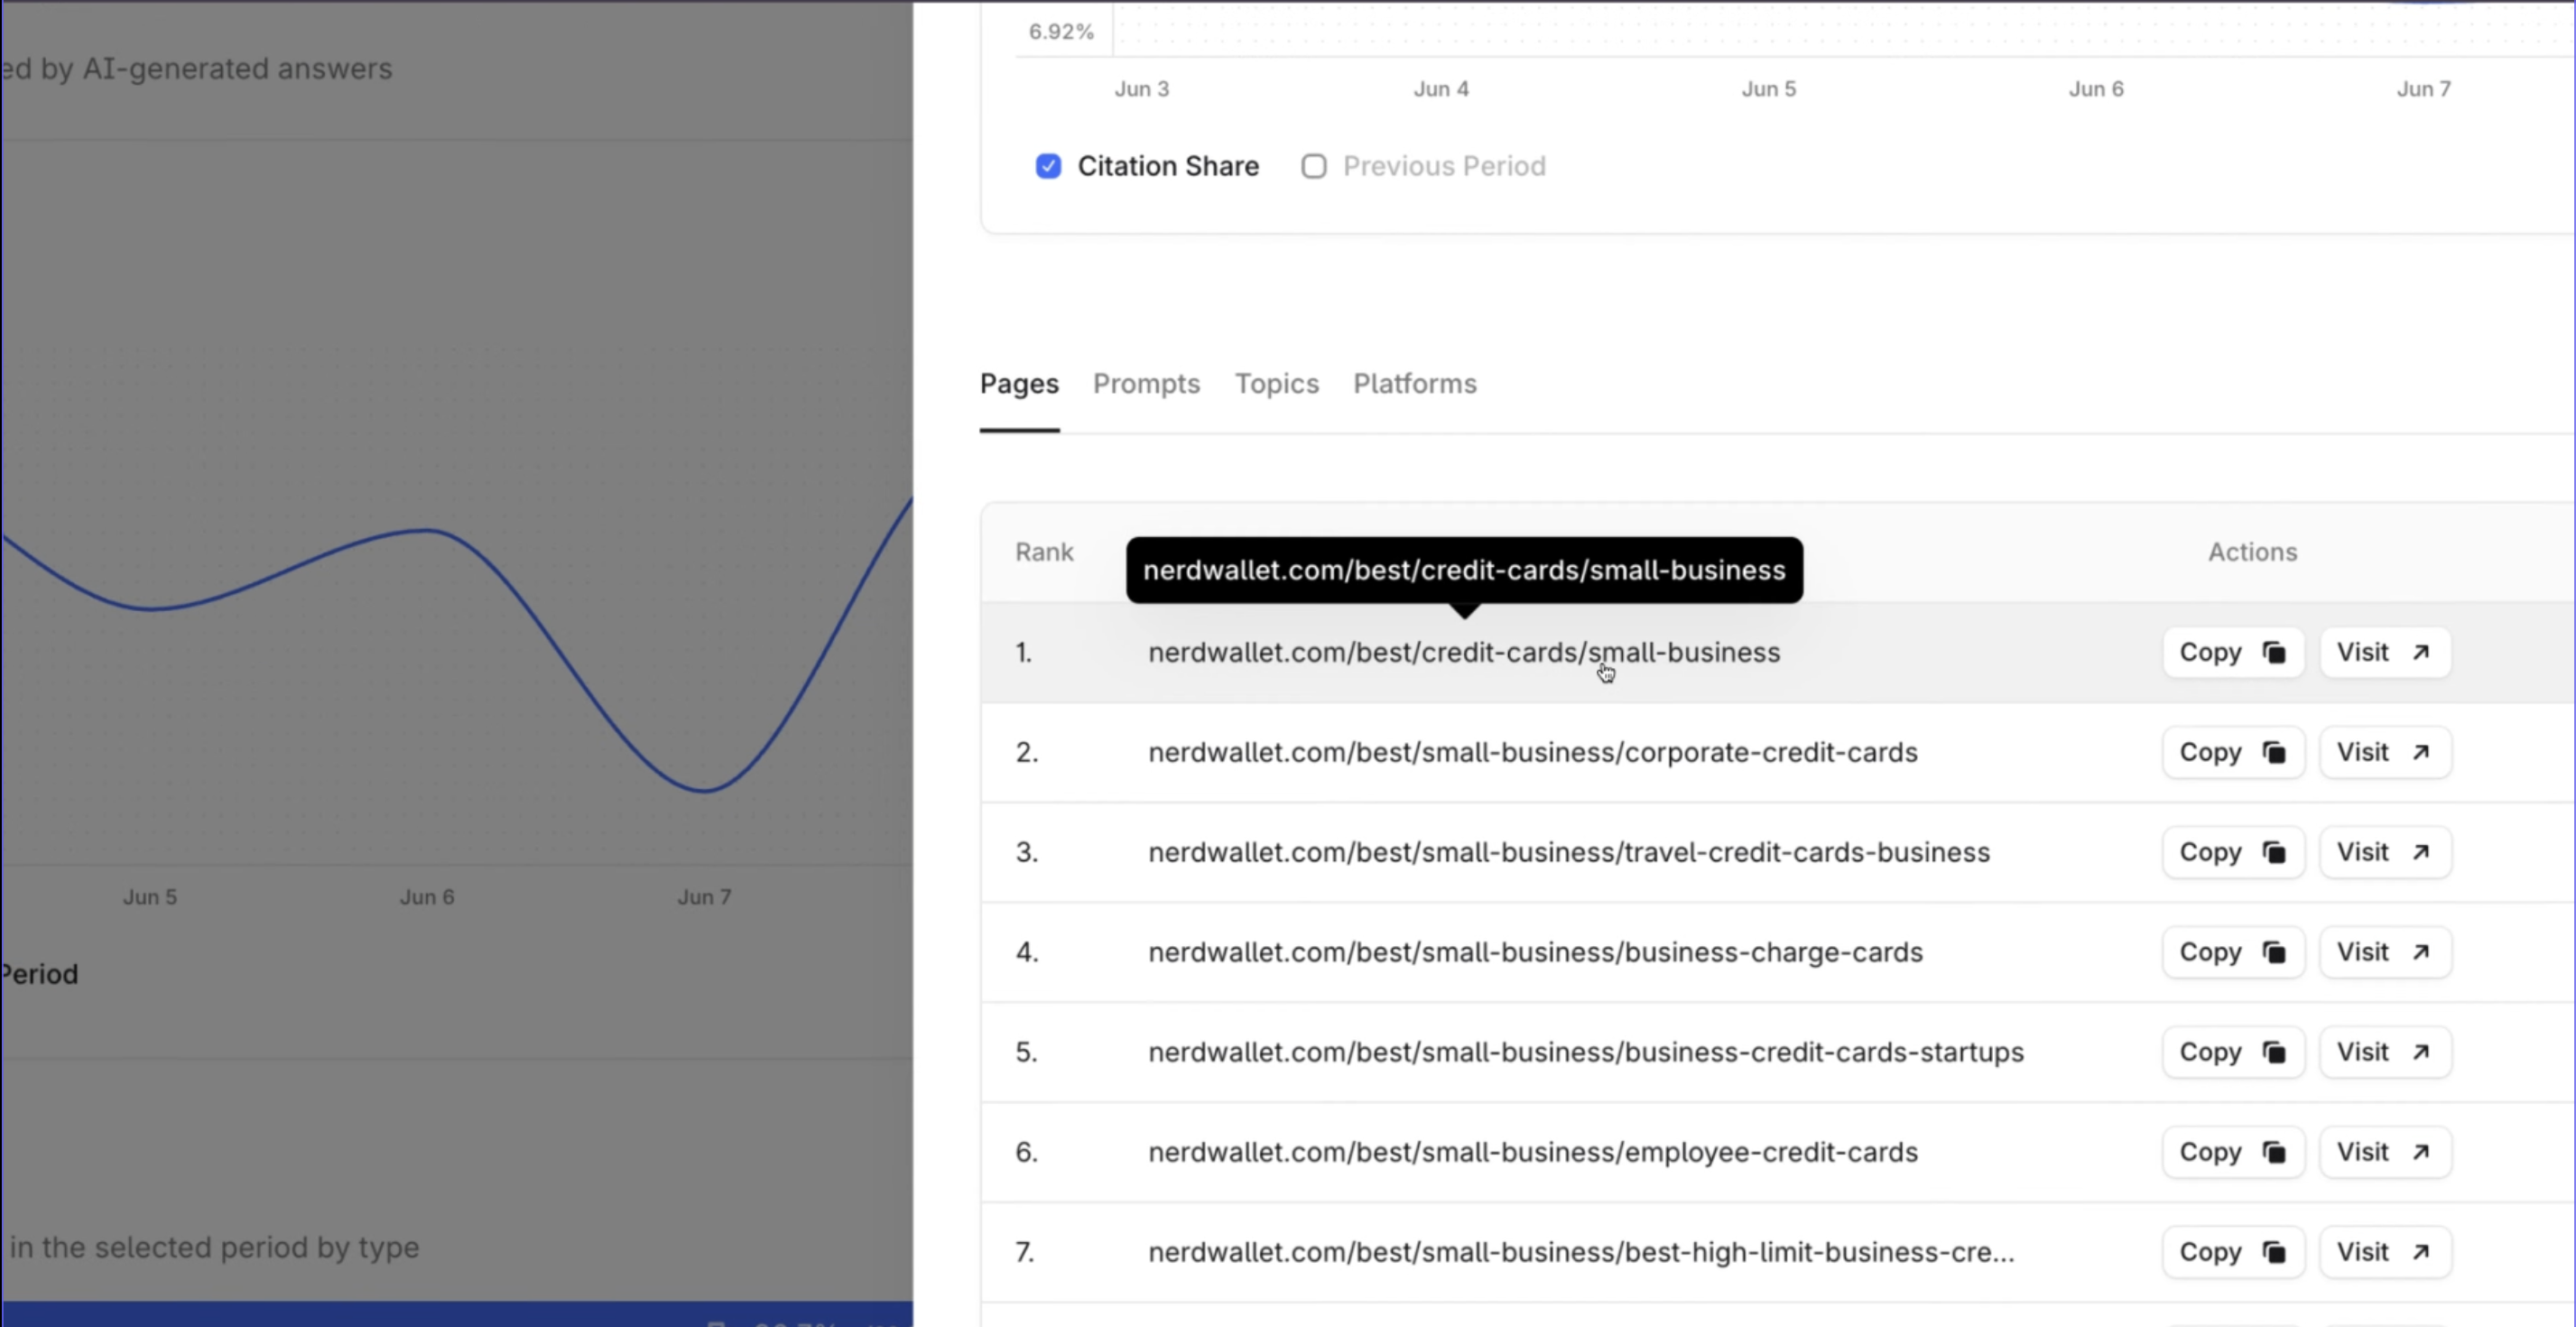 ed by AI-generated answers
Jun 5 Jun 6 Jun 7
Period
in the selected period by type
6.92%
Jun 3 Jun 4 Jun 5 Jun 6 Jun 7
Citation Share Previous Period
Pages Prompts Topics Platforms
Rank Actions
nerdwallet.com/best/credit-cards/small-business
1. nerdwallet.com/best/credit-cards/small-business Copy Visit
2. nerdwallet.com/best/small-business/corporate-credit-cards Copy Visit
3. nerdwallet.com/best/small-business/travel-credit-cards-business Copy Visit
4. nerdwallet.com/best/small-business/business-charge-cards Copy Visit
5. nerdwallet.com/best/small-business/business-credit-cards-startups Copy Visit
6. nerdwallet.com/best/small-business/employee-credit-cards Copy Visit
7. nerdwallet.com/best/small-business/best-high-limit-business-cre... Copy Visit